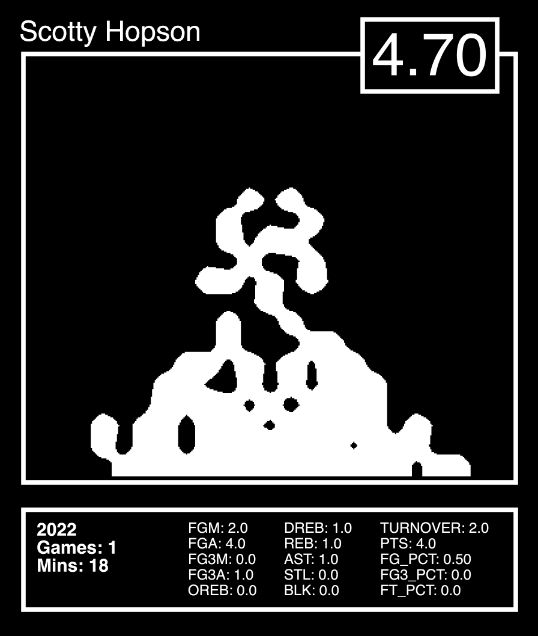 Scotty Hopson
4.70
2022
Games: 1
Mins: 18
FGM: 2.0
FGA: 4.0
FG3M: 0.0
FG3A: 1.0
OREB: 0.0
DREB: 1.0
REB: 1.0
AST: 1.0
STL: 0.0
BLK: 0.0
TURNOVER: 2.0
PTS: 4.0
FG_PCT: 0.50
FG3_PCT: 0.0
FT_PCT: 0.0